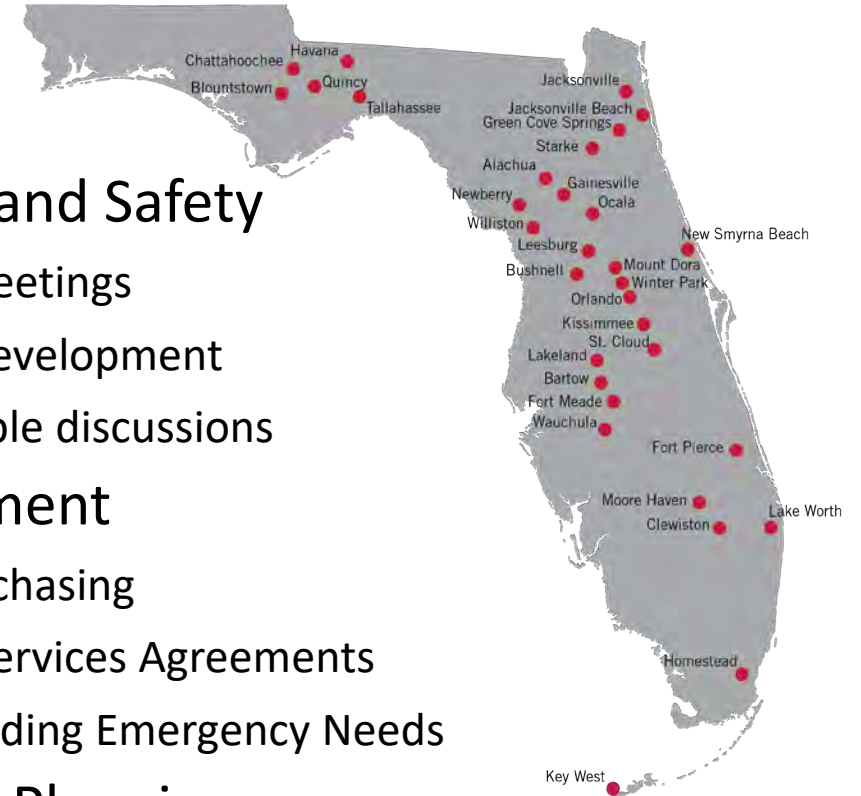 Havana
Chattahoochee
Quincy
Blountstown
Tallahassee
Jacksonville
Jacksonville Beach
Green Cove Springs
Starke
Alachua
Gainesville
Newberry
Ocala
Williston
New Smyrna Beach
Leesburg
Mount Dora
Bushnell
Winter Park
Orlando
Kissimmee
St. Cloud
Lakeland
Bartow
Fort Meade
Wauchula
Fort Pierce
Moore Haven
Lake Worth
Clewiston
Homestead
Key West
and Safety
eetings
evelopment
ble discussions
ment
chasing
ervices Agreements
ding Emergency Needs